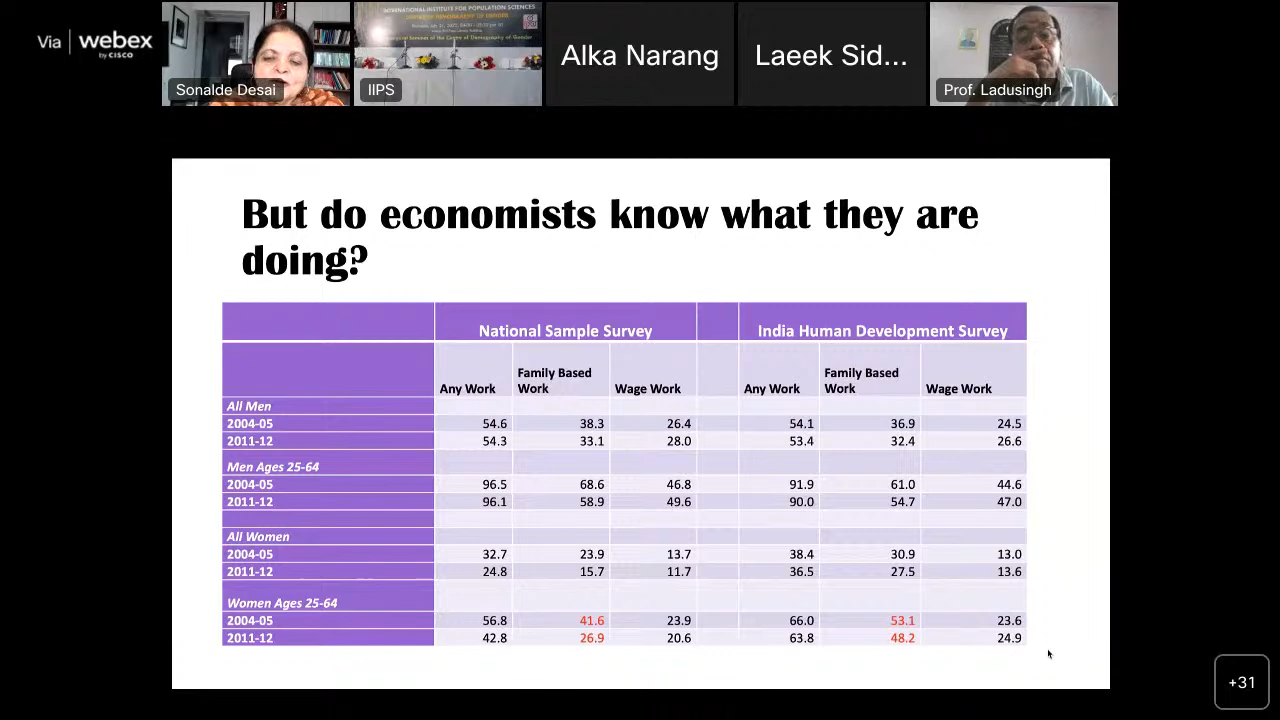 Via | webex
by CISCO
Sonalde Desai
INTERNATIONAL INSTITUTE FOR POPULATION SCIENCES
IIPS
Alka Narang
Laeek Sid...
Prof. Ladusingh
But do economists know what they are
doing?
National Sample Survey India Human Development Survey
Any Work Family Based Work Wage Work Any Work Family Based Work Wage Work
All Men
2004-05 54.6 38.3 26.4 54.1 36.9 24.5
2011-12 54.3 33.1 28.0 53.4 32.4 26.6
Men Ages 25-64
2004-05 96.5 68.6 46.8 91.9 61.0 44.6
2011-12 96.1 58.9 49.6 90.0 54.7 47.0
All Women
2004-05 32.7 23.9 13.7 38.4 30.9 13.0
2011-12 24.8 15.7 11.7 36.5 27.5 13.6
Women Ages 25-64
2004-05 56.8 41.6 23.9 66.0 53.1 23.6
2011-12 42.8 26.9 20.6 63.8 48.2 24.9
+31